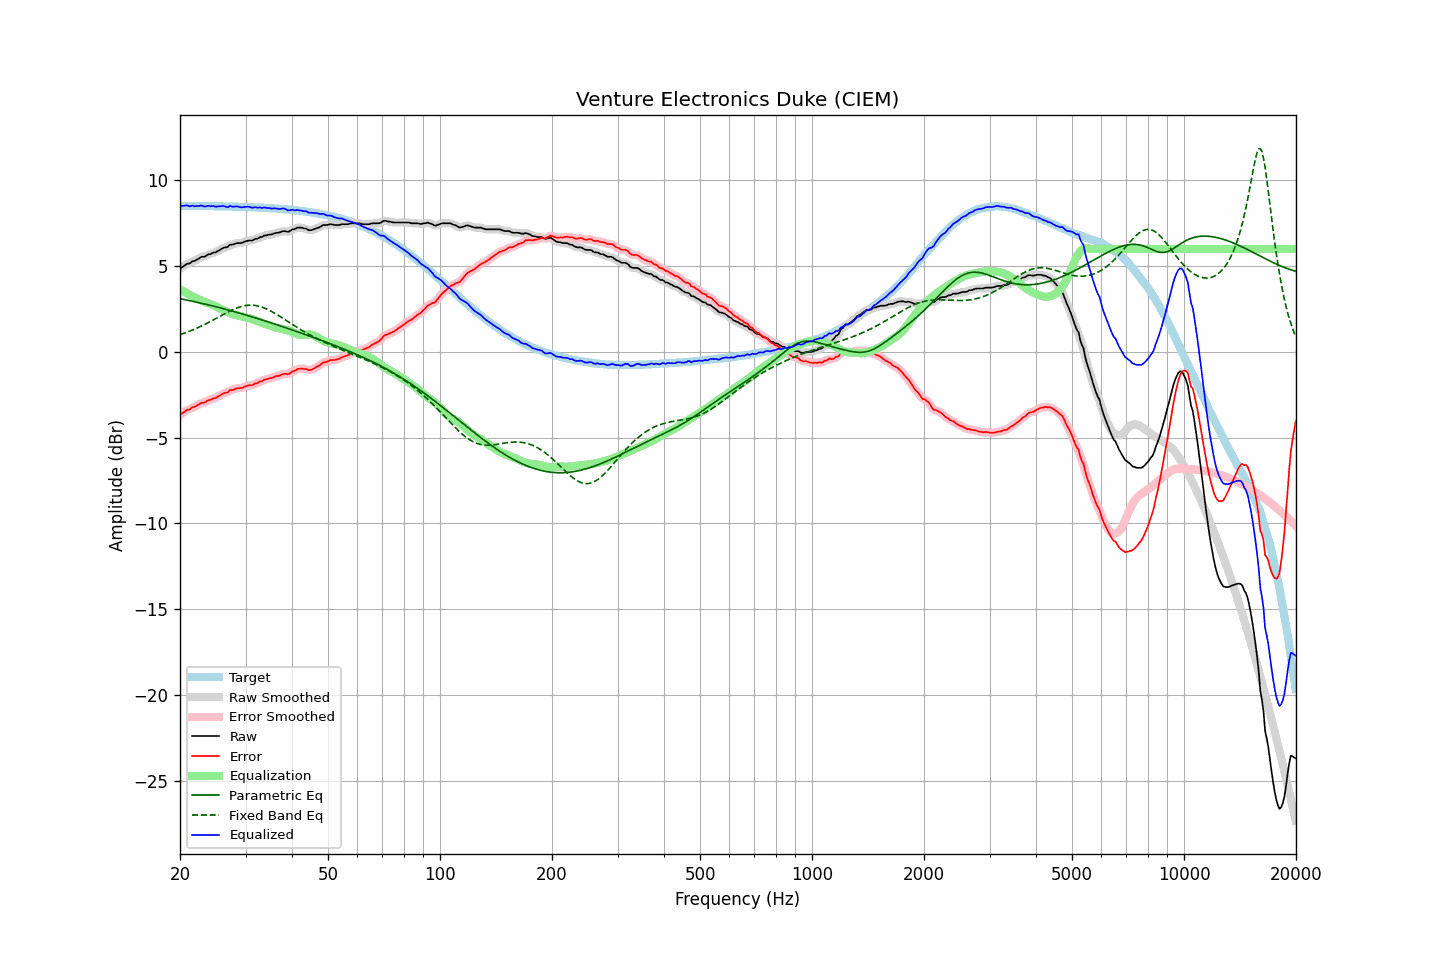 Venture Electronics Duke (CIEM)
10
5
0
−5
−10
−15
−20
−25
Amplitude (dBr)
Target
Raw Smoothed
Error Smoothed
Raw
Error
Equalization
Parametric Eq
Fixed Band Eq
Equalized
20 50 100 200 500 1000 2000 5000 10000 20000
Frequency (Hz)